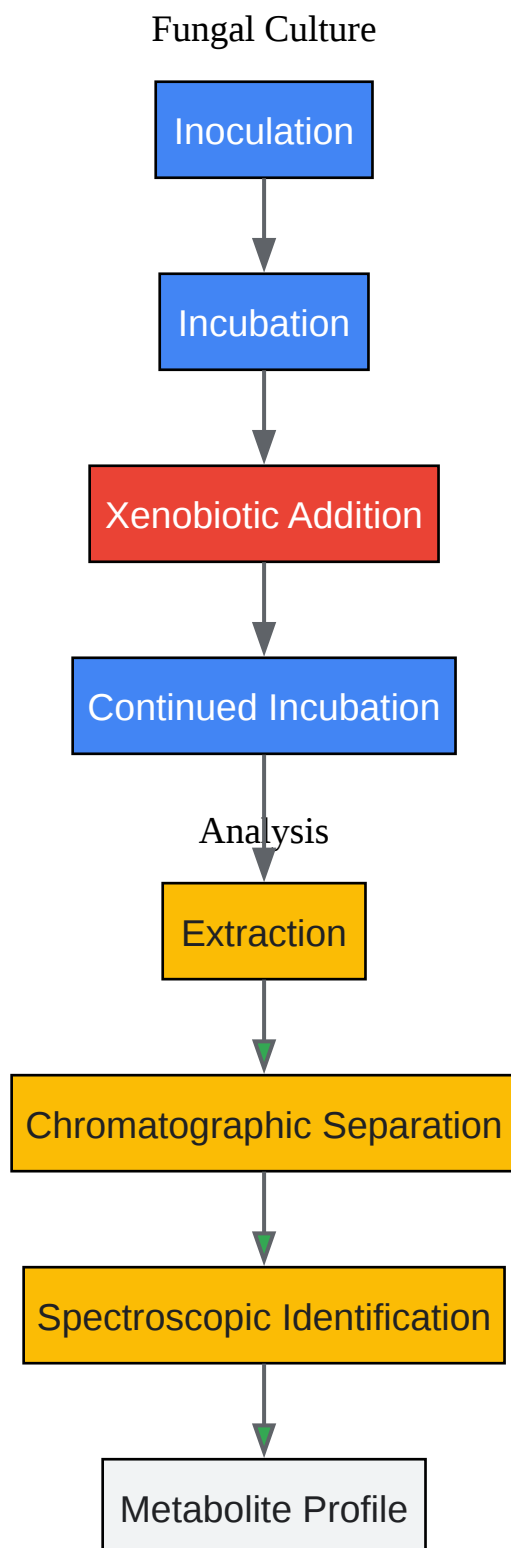 Fungal Culture
Inoculation
Incubation
Xenobiotic Addition
Continued Incubation
Analysis
Extraction
Chromatographic Separation
Spectroscopic Identification
Metabolite Profile